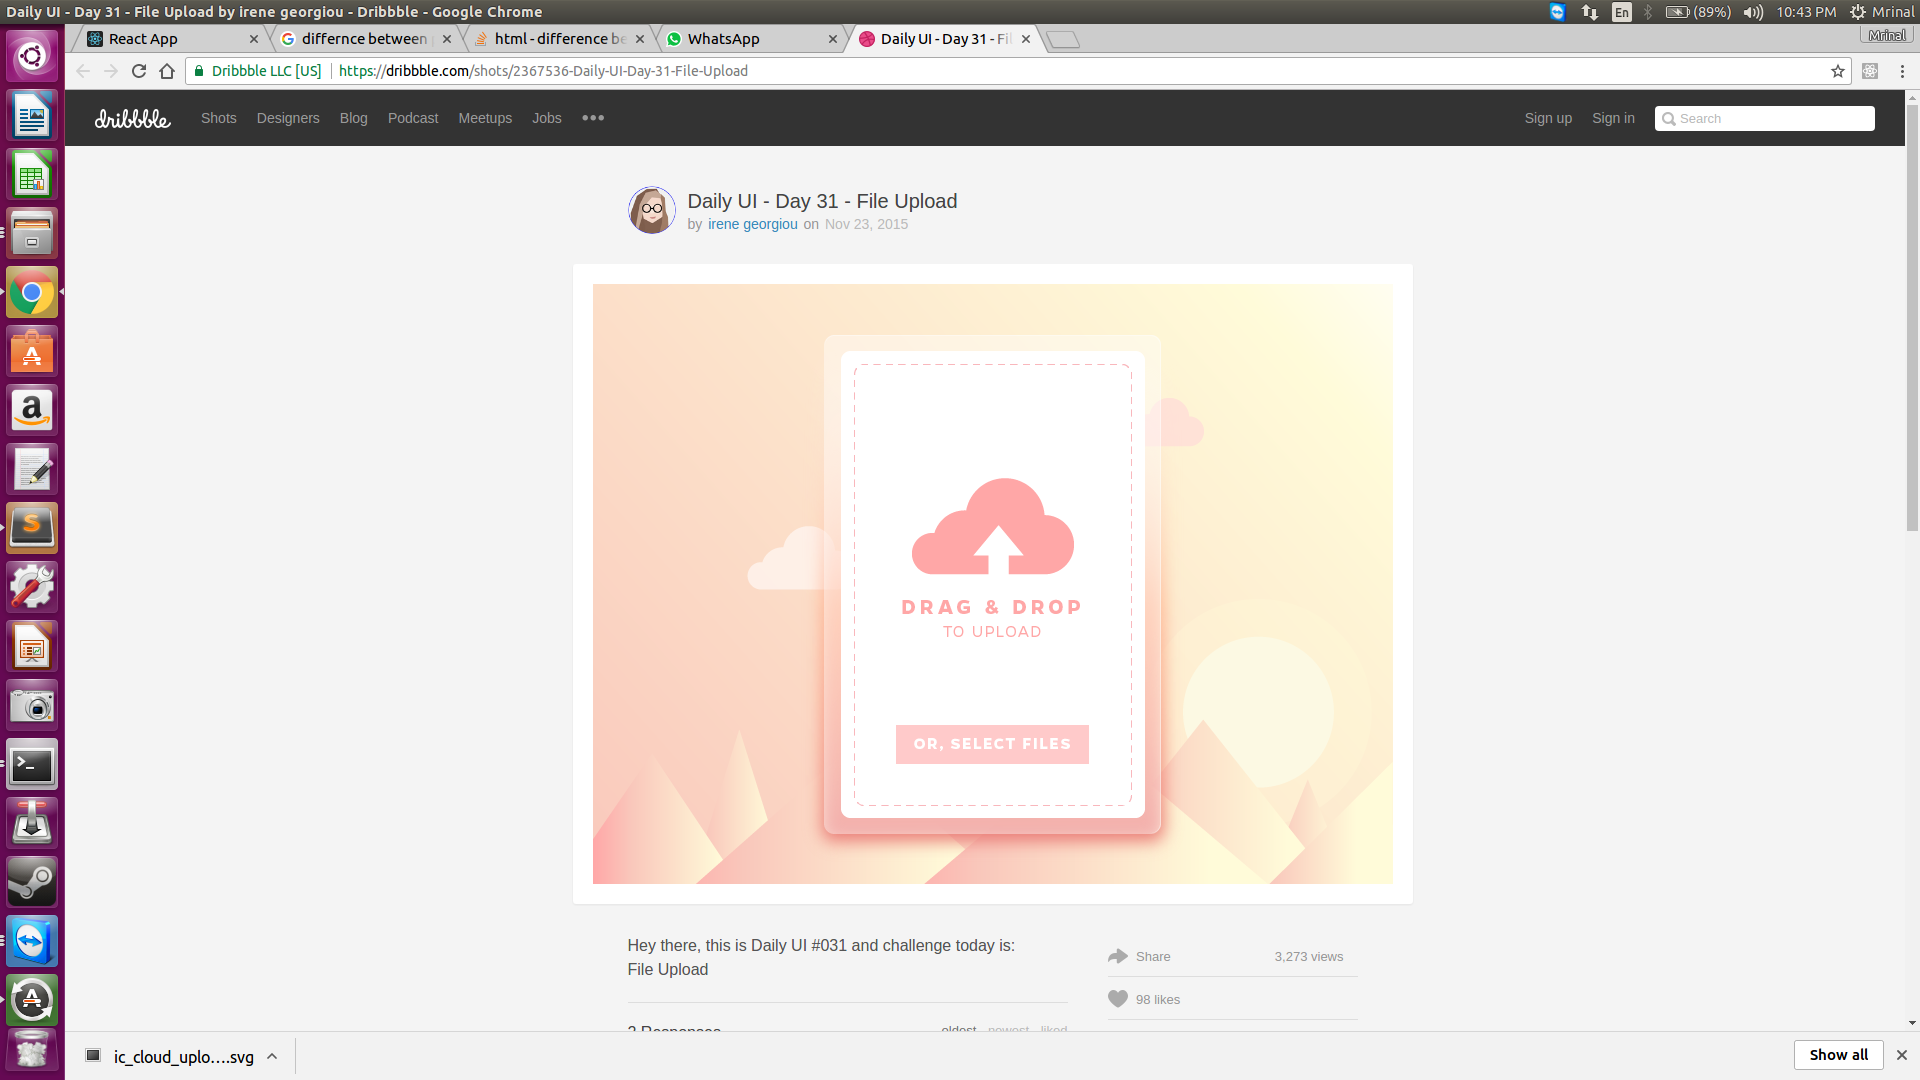 Daily UI - Day 31 - File Upload by irene georgiou - Dribbble - Google Chrome
En (89%) 10:43 PM Mrinal
React App
differnce between
html - difference be
WhatsApp
Daily UI - Day 31 - Fil
Mrinal
Dribbble LLC [US] https://dribbble.com/shots/2367536-Daily-UI-Day-31-File-Upload
dribbble Shots Designers Blog Podcast Meetups Jobs Sign up Sign in Search
Daily UI - Day 31 - File Upload
by irene georgiou on Nov 23, 2015
DRAG & DROP
TO UPLOAD
OR, SELECT FILES
Hey there, this is Daily UI #031 and challenge today is:
File Upload
Share 3,273 views
98 likes
Responses oldest newest liked
ic_cloud_uplo....svg Show all